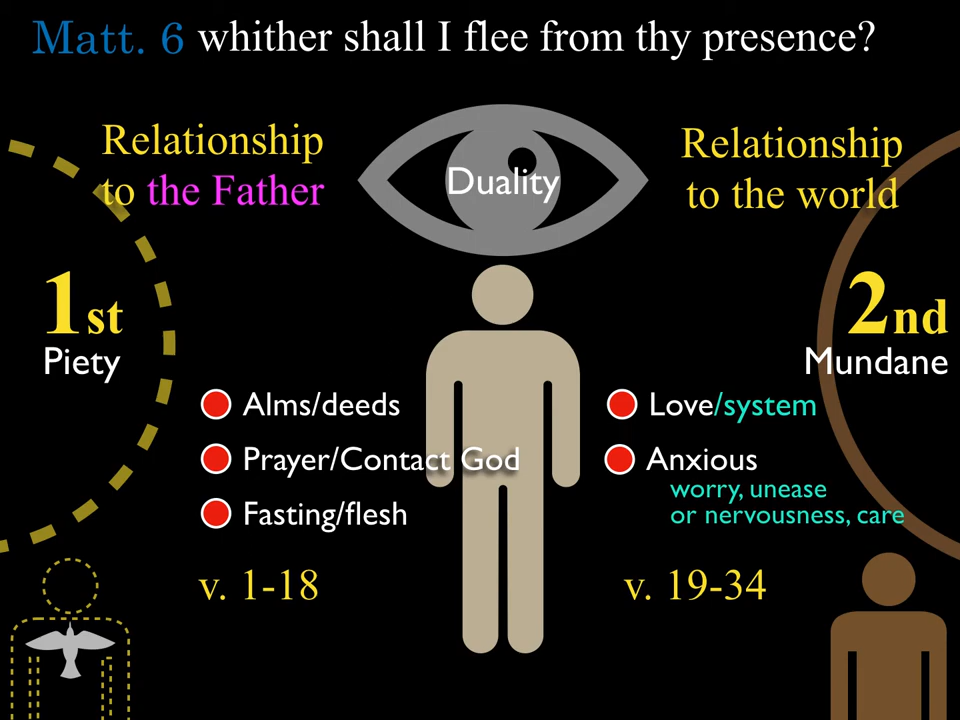 Matt. 6 whither shall I flee from thy presence?
Relationship
to the Father
Duality
Relationship
to the world
1st
Piety
2nd
Mundane
Alms/deeds
Prayer/Contact God
Fasting/flesh
v. 1-18
Love/system
Anxious
worry, unease
or nervousness, care
v. 19-34